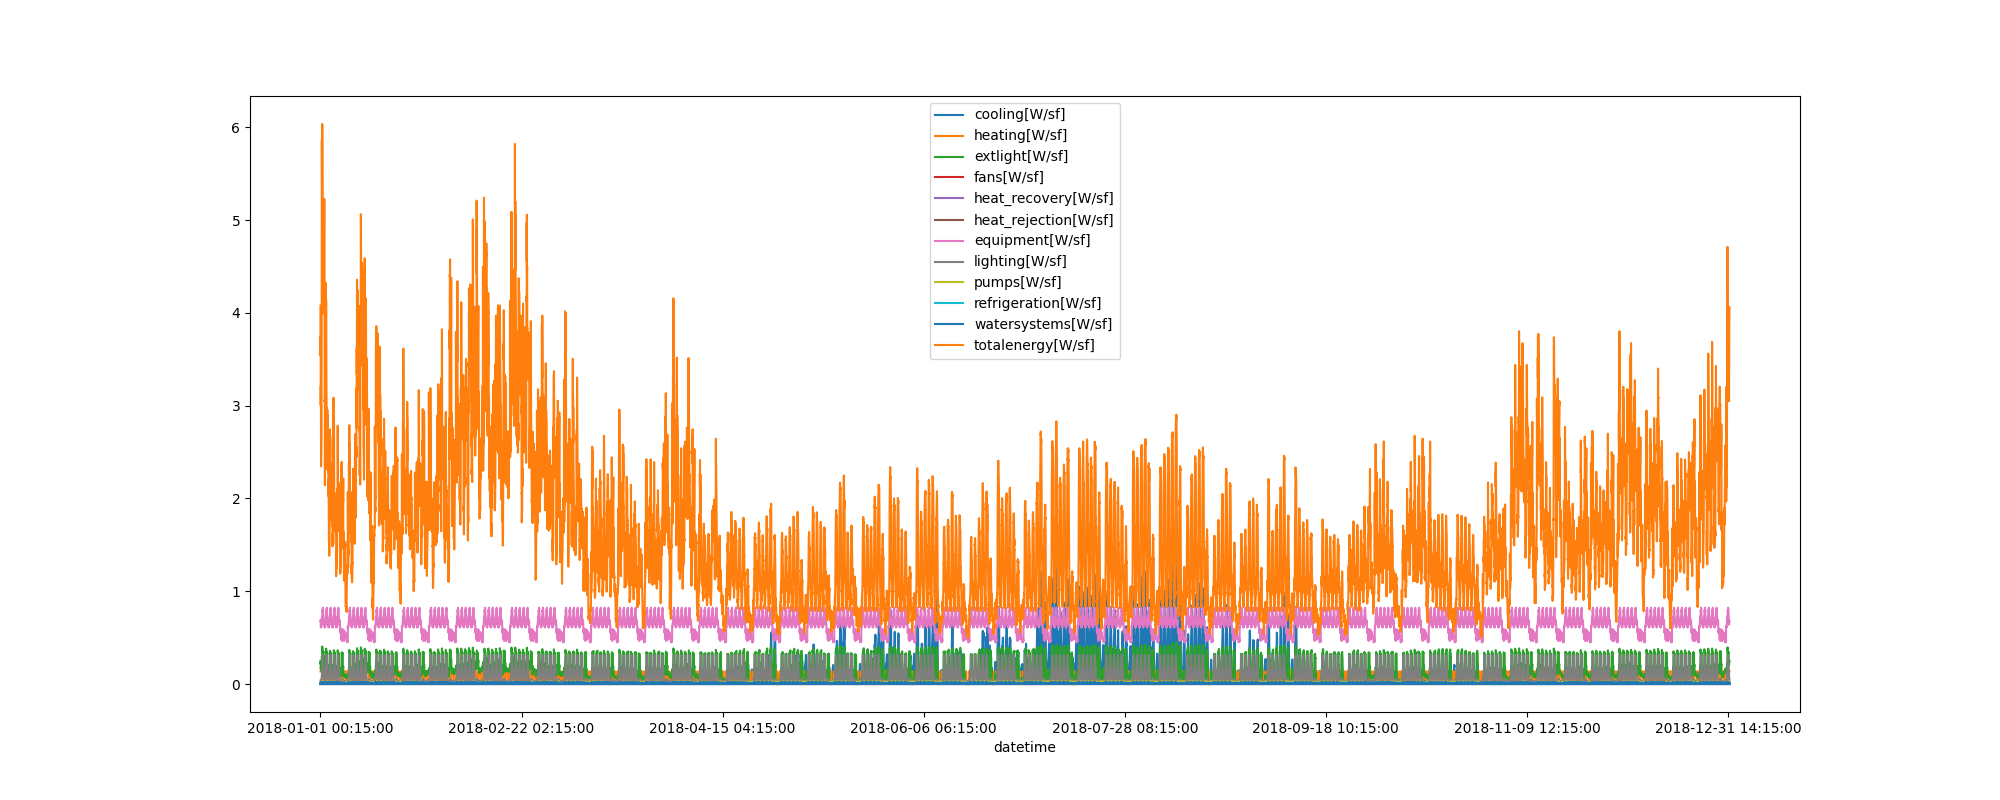 6
5
4
3
2
1
0
cooling[W/sf]
heating[W/sf]
extlight[W/sf]
fans[W/sf]
heat_recovery[W/sf]
heat_rejection[W/sf]
equipment[W/sf]
lighting[W/sf]
pumps[W/sf]
refrigeration[W/sf]
watersystems[W/sf]
totalenergy[W/sf]
2018-01-01 00:15:00 2018-02-22 02:15:00 2018-04-15 04:15:00 2018-06-06 06:15:00 2018-07-28 08:15:00 2018-09-18 10:15:00 2018-11-09 12:15:00 2018-12-31 14:15:00
datetime